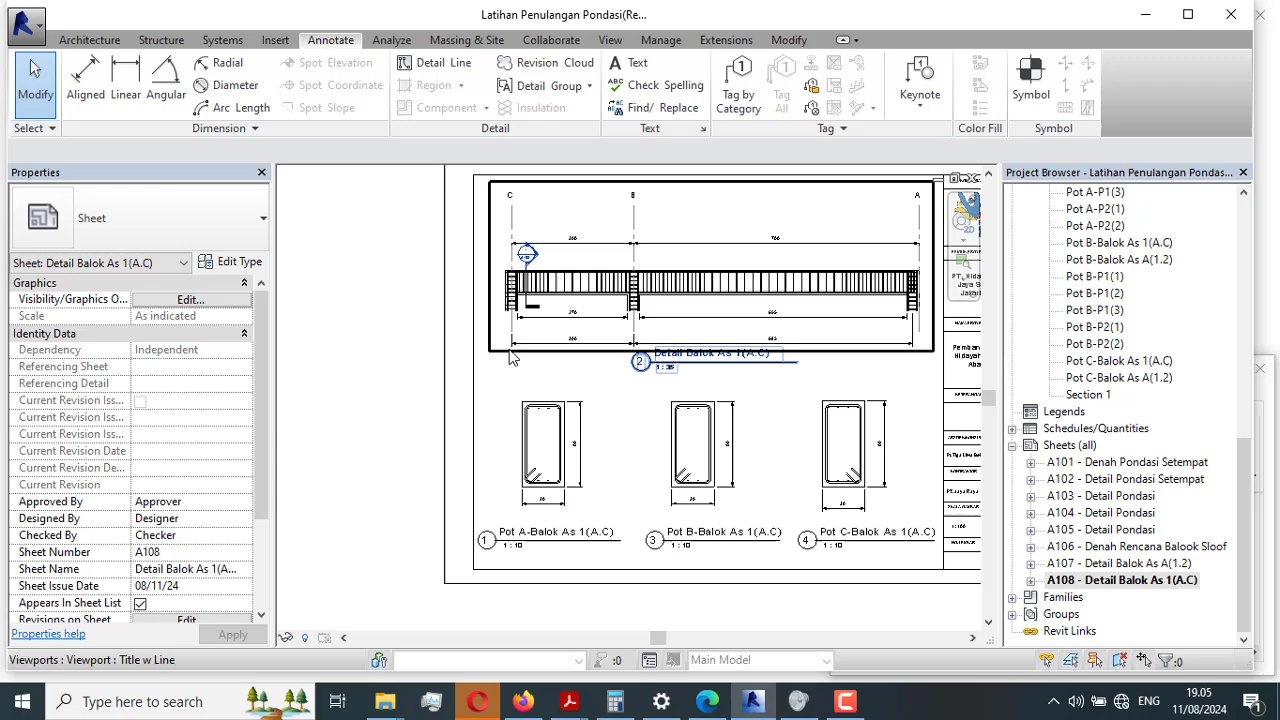 Latihan Penulangan Pondasi(Re...
Architecture Structure Systems Insert Annotate Analyze Massing & Site Collaborate View Manage Extensions Modify
Modify
Select
Aligned Linear Angular
Radial
Diameter
Arc Length
Spot Elevation
Spot Coordinate
Spot Slope
Dimension
Detail Line
Region
Component
Revision Cloud
Detail Group
Insulation
Detail
Text
Check Spelling
Find/ Replace
Text
Tag by Category
Tag All
Tag
Keynote
Color Fill
Symbol
Symbol
Properties
Sheet
Sheet: Detail Balok As 1(A.C)
Edit Type
Graphics
Visibility/Graphics O... Edit...
Scale As indicated
Identity Data
Dependency Independent
Referencing Sheet
Referencing Detail
Current Revision Iss...
Current Revision Iss...
Current Revision Iss...
Current Revision Date
Current Revision De...
Current Revision
Approved By Approver
Designed By Designer
Checked By Checker
Sheet Number A108
Sheet Name Detail Balok As 1(A...
Sheet Issue Date 08/11/24
Appears In Sheet List
Revisions on Sheet Edit
Properties help
Apply
C B A
2 Detail Balok As 1(A.C)
1 Pot A-Balok As 1(A.C)
1 : 10
3 Pot B-Balok As 1(A.C)
1 : 10
4 Pot C-Balok As 1(A.C)
1 : 10
2D
Project Browser - Latihan Penulangan Pondas...
Pot A-P1(3)
Pot A-P2(1)
Pot A-P2(2)
Pot B-Balok As 1(A.C)
Pot B-Balok As A(1.2)
Pot B-P1(1)
Pot B-P1(2)
Pot B-P1(3)
Pot B-P2(1)
Pot B-P2(2)
Pot C-Balok As 1(A.C)
Pot C-Balok As A(1.2)
Section 1
Legends
Schedules/Quantities
Sheets (all)
A101 - Denah Pondasi Setempat
A102 - Detail Pondasi Setempat
A103 - Detail Pondasi
A104 - Detail Pondasi
A105 - Detail Pondasi
A106 - Denah Rencana Balook Sloof
A107 - Detail Balok As A(1.2)
A108 - Detail Balok As 1(A.C)
Families
Groups
Revit Links
Viewports : Viewport : Title w Line
:0
Main Model
:0
Type here to search
ENG
19.05
11/08/2024
1